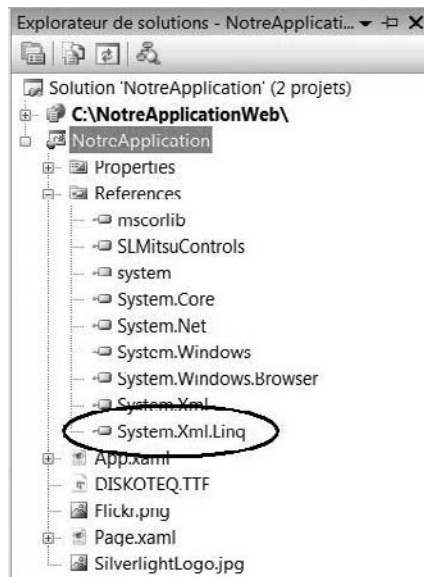 Explorateur de solutions - NotreApplicati...
Solution 'NotreApplication' (2 projets)
C:\NotreApplicationWeb\
NotreApplication
Properties
References
mscorlib
SLMitsuControls
system
System.Core
System.Net
System.Windows
System.Windows.Browser
System.Xml
System.Xml.Linq
App.xaml
DISKOTEQ.TTF
Flickr.png
Page.xaml
SilverlightLogo.jpg